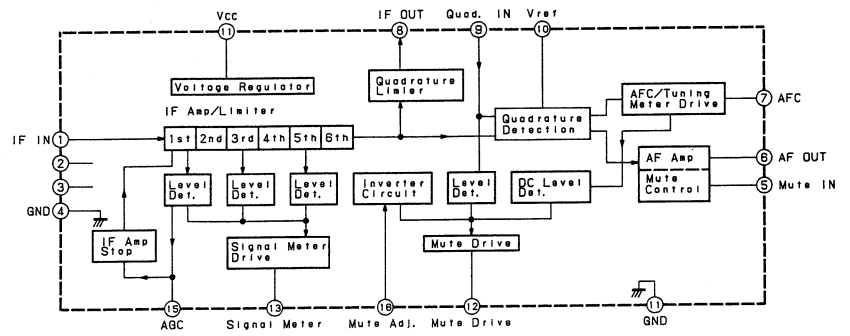 Vcc
IF OUT
Quad. IN
Vref
11
8
9
10
Voltage Regulator
Quadrature
Limier
IF Amp/Limiter
Quadrature
Detection
AFC/Tuning
Meter Drive
7
AFC
IF IN
1
1st
2nd
3rd
4th
5th
6th
AF Amp
Mute
Control
6
AF OUT
5
Mute IN
2
3
Level
Det.
Level
Det.
Level
Det.
Inverter
Circuit
Level
Det.
DC Level
Det.
GND
4
IF Amp
Stop
Signal Meter
Drive
Mute Drive
15
13
16
12
11
AGC
Signal Meter
Mute Adj.
Mute Drive
GND